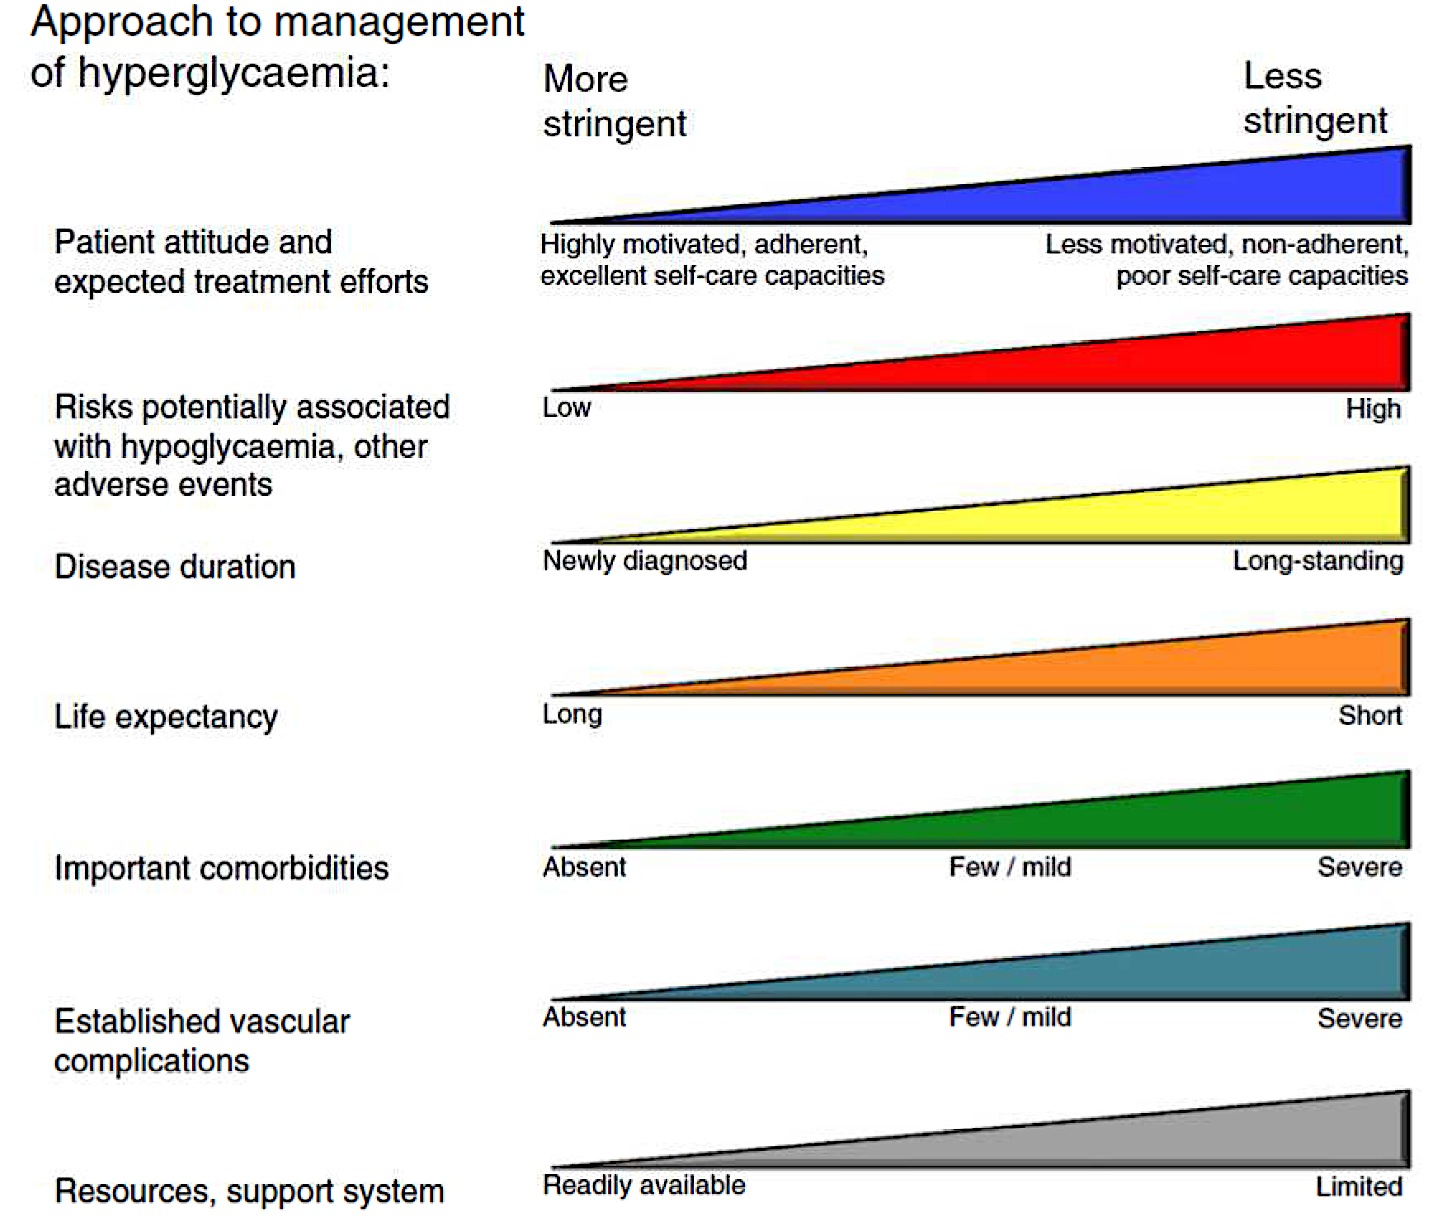 Approach to management
of hyperglycaemia:
More
stringent
Less
stringent
Patient attitude and
expected treatment efforts
Highly motivated, adherent,
excellent self-care capacities
Less motivated, non-adherent,
poor self-care capacities
Risks potentially associated
with hypoglycaemia, other
adverse events
Low
High
Disease duration
Newly diagnosed
Long-standing
Life expectancy
Long
Short
Important comorbidities
Absent
Few / mild
Severe
Established vascular
complications
Absent
Few / mild
Severe
Resources, support system
Readily available
Limited